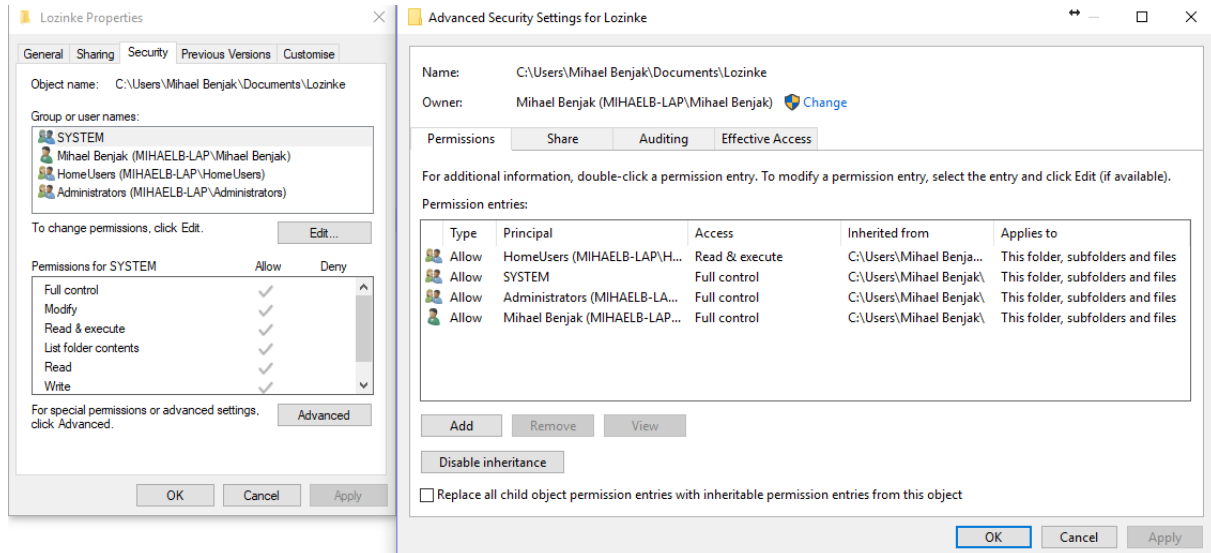 Lozinke Properties
General Sharing Security Previous Versions Customise
Object name: C:\Users\Mihael Benjak\Documents\Lozinke
Group or user names:
SYSTEM
Mihael Benjak (MIHAELB-LAP\Mihael Benjak)
HomeUsers (MIHAELB-LAP\HomeUsers)
Administrators (MIHAELB-LAP\Administrators)
To change permissions, click Edit.
Edit...
Permissions for SYSTEM Allow Deny
Full control
Modify
Read & execute
List folder contents
Read
Write
For special permissions or advanced settings,
click Advanced.
Advanced
OK Cancel Apply
Advanced Security Settings for Lozinke
Name: C:\Users\Mihael Benjak\Documents\Lozinke
Owner: Mihael Benjak (MIHAELB-LAP\Mihael Benjak) Change
Permissions Share Auditing Effective Access
For additional information, double-click a permission entry. To modify a permission entry, select the entry and click Edit (if available).
Permission entries:
Type Principal Access Inherited from Applies to
Allow HomeUsers (MIHAELB-LAP\H... Read & execute C:\Users\Mihael Benja... This folder, subfolders and files
Allow SYSTEM Full control C:\Users\Mihael Benjak\ This folder, subfolders and files
Allow Administrators (MIHAELB-LA... Full control C:\Users\Mihael Benjak\ This folder, subfolders and files
Allow Mihael Benjak (MIHAELB-LAP... Full control C:\Users\Mihael Benjak\ This folder, subfolders and files
Add Remove View
Disable inheritance
Replace all child object permission entries with inheritable permission entries from this object
OK Cancel Apply